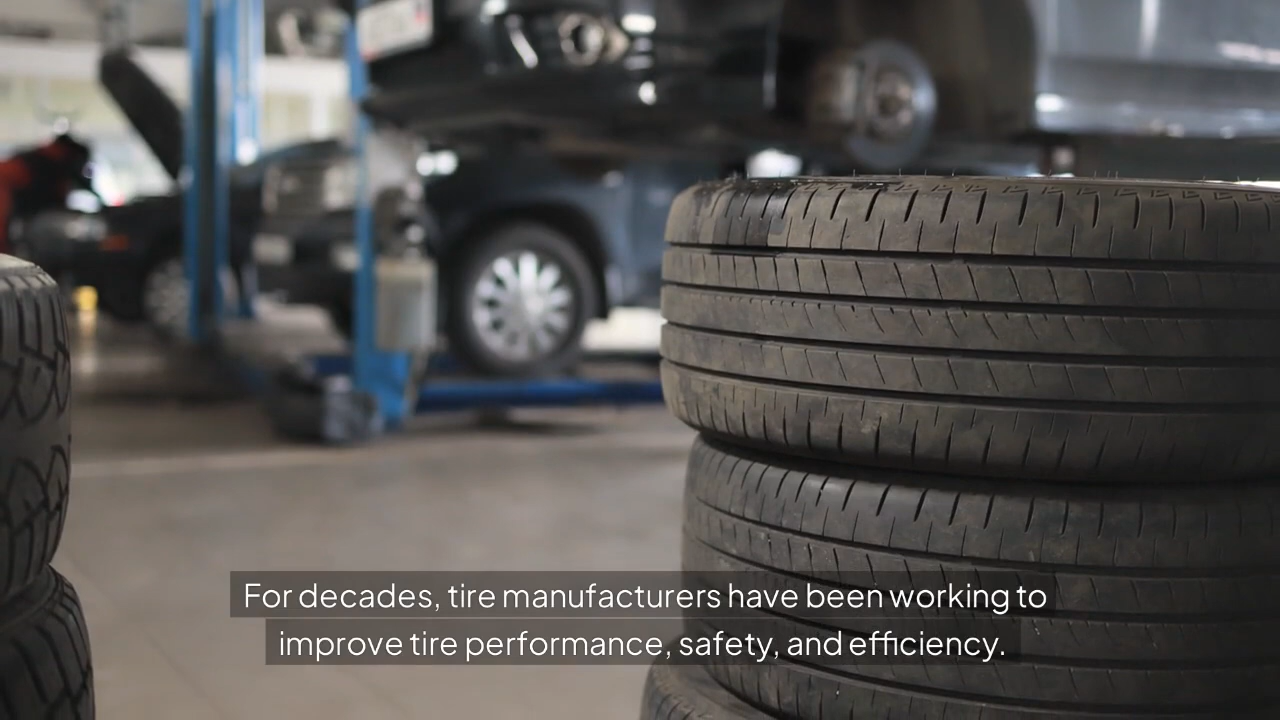 For decades, tire manufacturers have been working to
improve tire performance, safety, and efficiency.